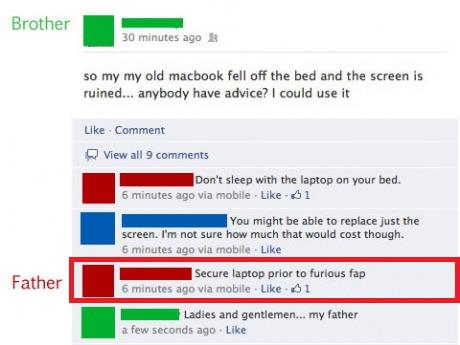 Brother
30 minutes ago
so my my old macbook fell off the bed and the screen is
ruined... anybody have advice? I could use it
Like · Comment
View all 9 comments
Don't sleep with the laptop on your bed.
6 minutes ago via mobile · Like · 1
You might be able to replace just the
screen. I'm not sure how much that would cost though.
6 minutes ago via mobile · Like
Father
Secure laptop prior to furious fap
6 minutes ago via mobile · Like · 1
Ladies and gentlemen... my father
a few seconds ago · Like